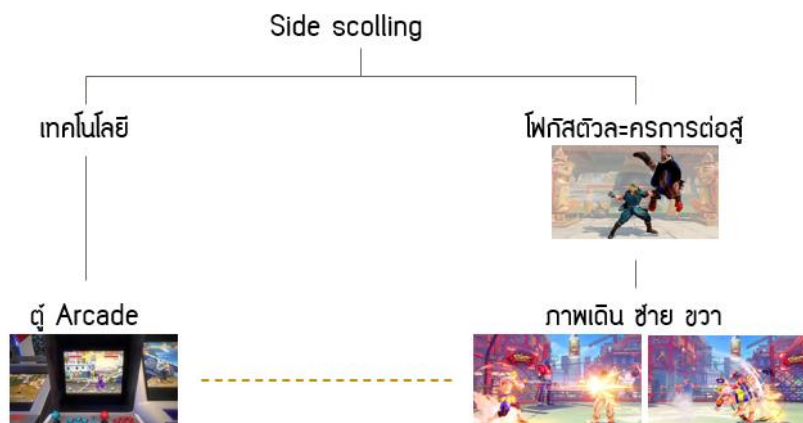 Side scolling
เทคโนโลยี
โฟกัสตัวละครการต่อสู้
ตู้ Arcade
ภาพเดิน ซ้าย ขวา